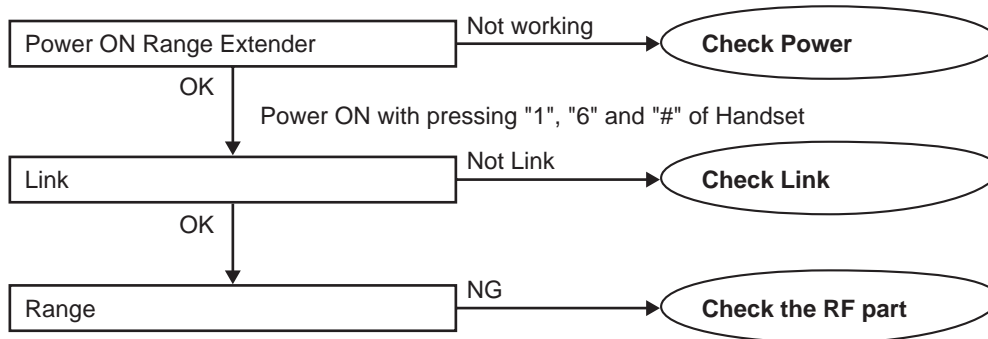 Power ON Range Extender
Not working
Check Power
OK
Power ON with pressing "1", "6" and "#" of Handset
Link
Not Link
Check Link
OK
Range
NG
Check the RF part